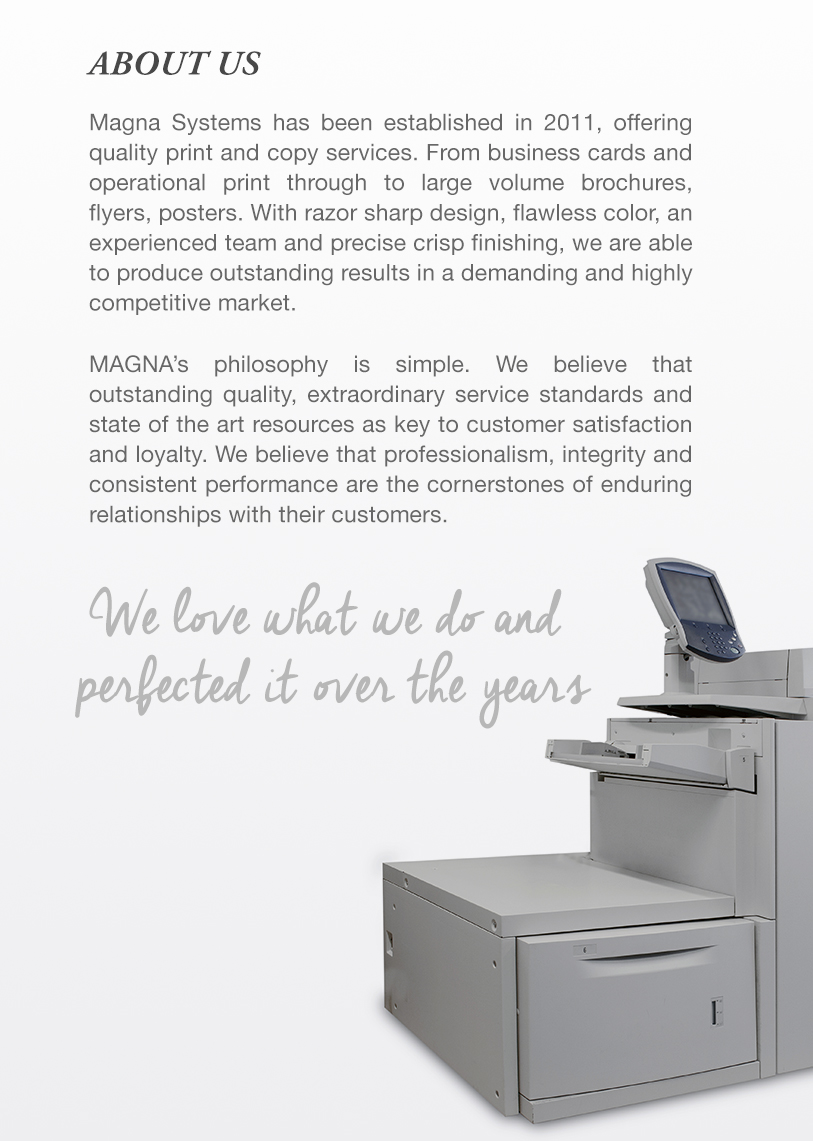 ABOUT US
Magna Systems has been established in 2011, offering
quality print and copy services. From business cards and
operational print through to large volume brochures,
flyers, posters. With razor sharp design, flawless color, an
experienced team and precise crisp finishing, we are able
to produce outstanding results in a demanding and highly
competitive market.
MAGNA’s philosophy is simple. We believe that
outstanding quality, extraordinary service standards and
state of the art resources as key to customer satisfaction
and loyalty. We believe that professionalism, integrity and
consistent performance are the cornerstones of enduring
relationships with their customers.
We love what we do and
perfected it over the years